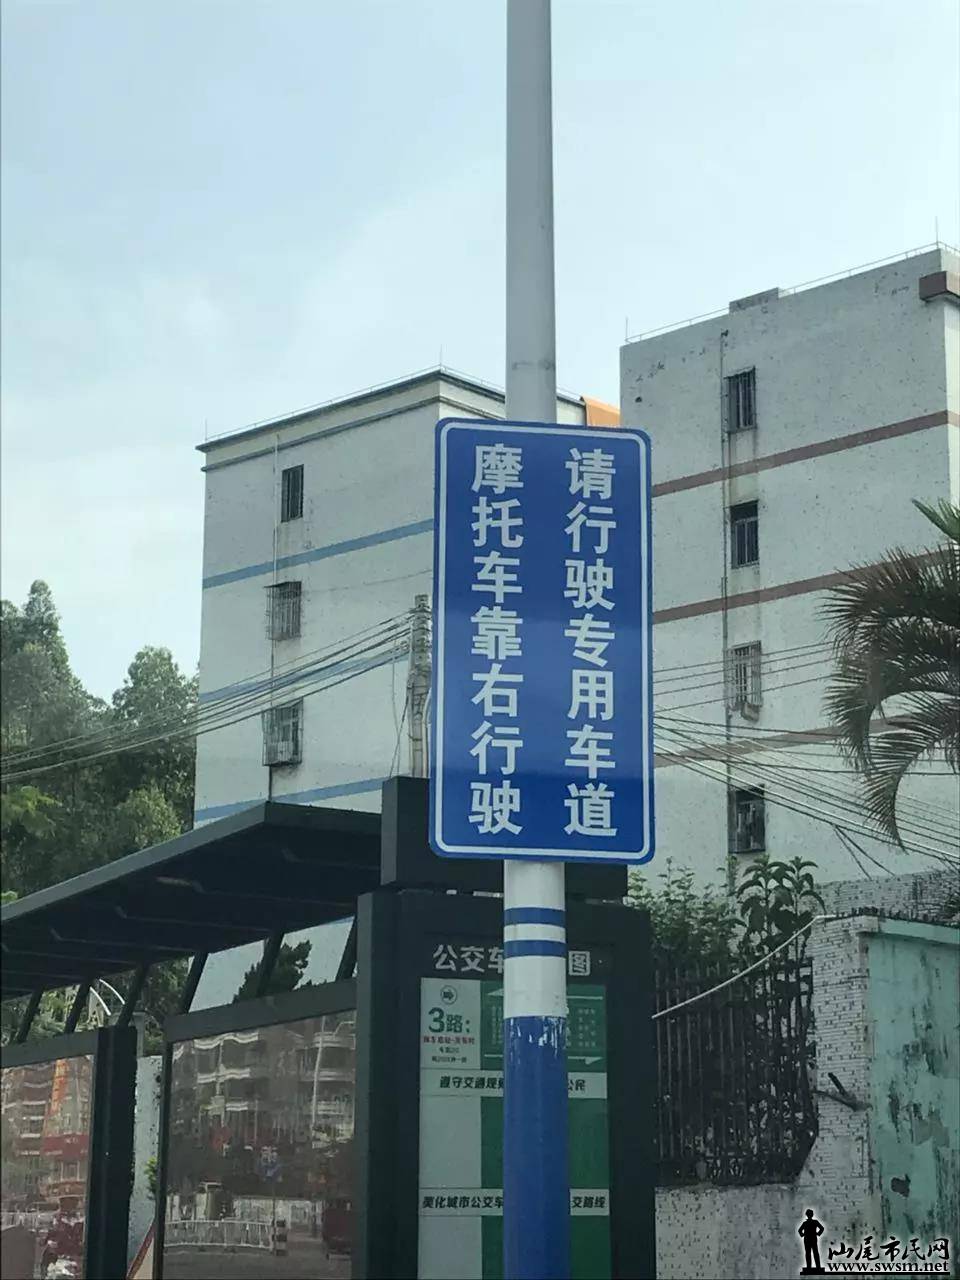 摩托车靠右行驶
请行驶专用车道
公交车
图
3路:
遵守交通规
公民
美化城市公交车
交路线
汕尾市民网
www.swsm.net